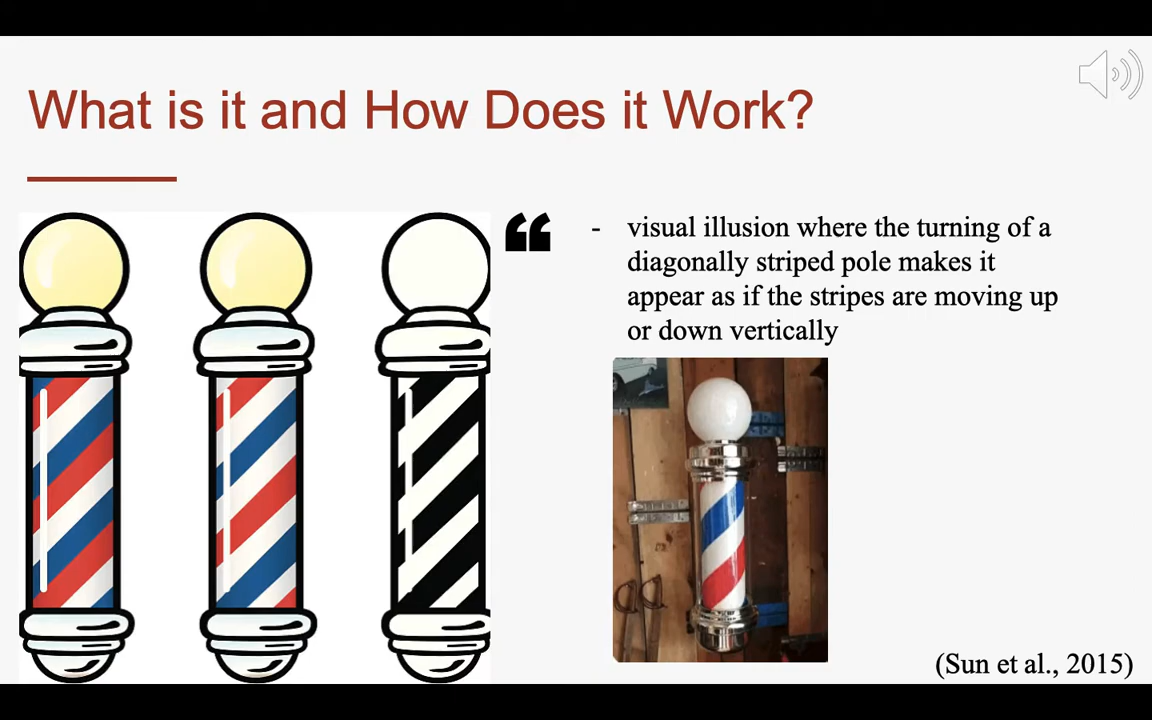 What is it and How Does it Work?
“
- visual illusion where the turning of a
diagonally striped pole makes it
appear as if the stripes are moving up
or down vertically
(Sun et al., 2015)